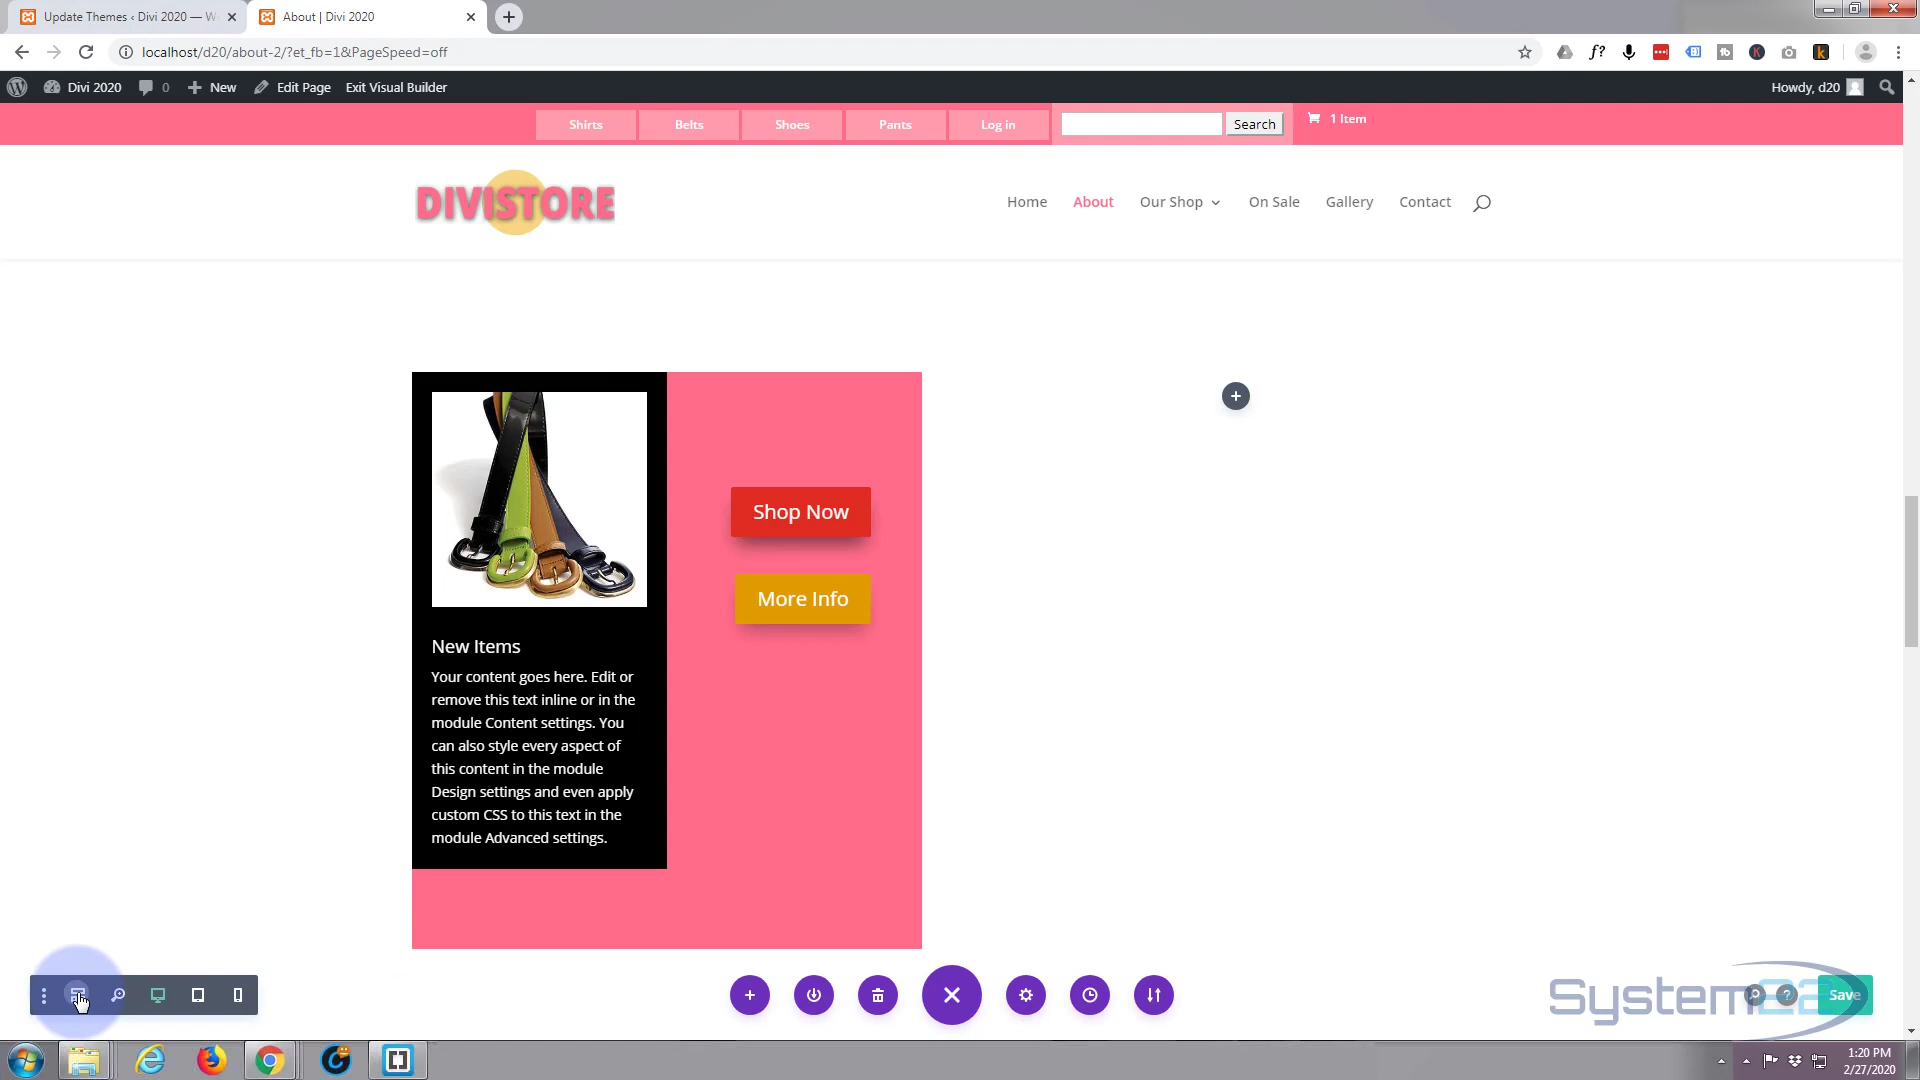 Update Themes ‹ Divi 2020 — W
About | Divi 2020
localhost/d20/about-2/?et_fb=1&PageSpeed=off
Divi 2020
0
New
Edit Page
Exit Visual Builder
Howdy, d20
Shirts
Belts
Shoes
Pants
Log in
Search
1 Item
DIVISTORE
Home
About
Our Shop
On Sale
Gallery
Contact
Shop Now
More Info
New Items
Your content goes here. Edit or
remove this text inline or in the
module Content settings. You
can also style every aspect of
this content in the module
Design settings and even apply
custom CSS to this text in the
module Advanced settings.
System22
Save
1:20 PM
2/27/2020